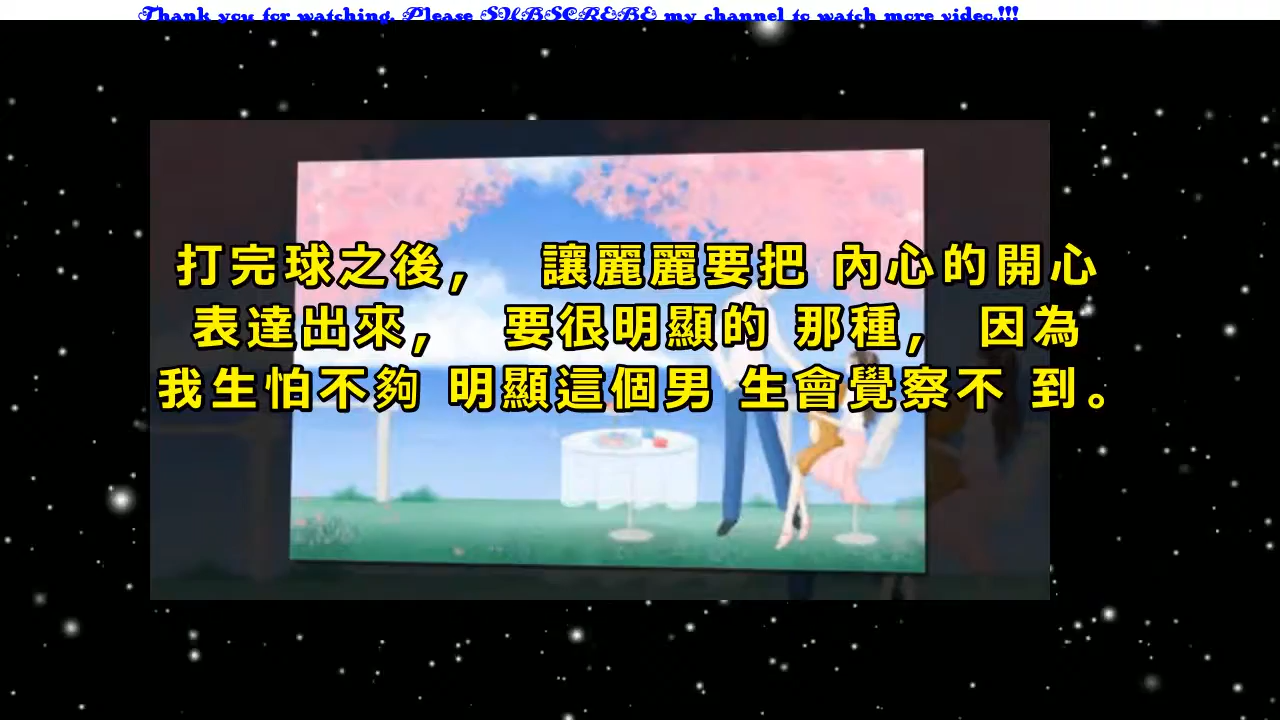 Thank you for watching. Please SUBSCREBE my channel to watch more video.!!!
打完球之後， 讓麗麗要把 內心的開心
表達出來， 要很明顯的 那種， 因為
我生怕不夠 明顯這個男 生會覺察不 到。